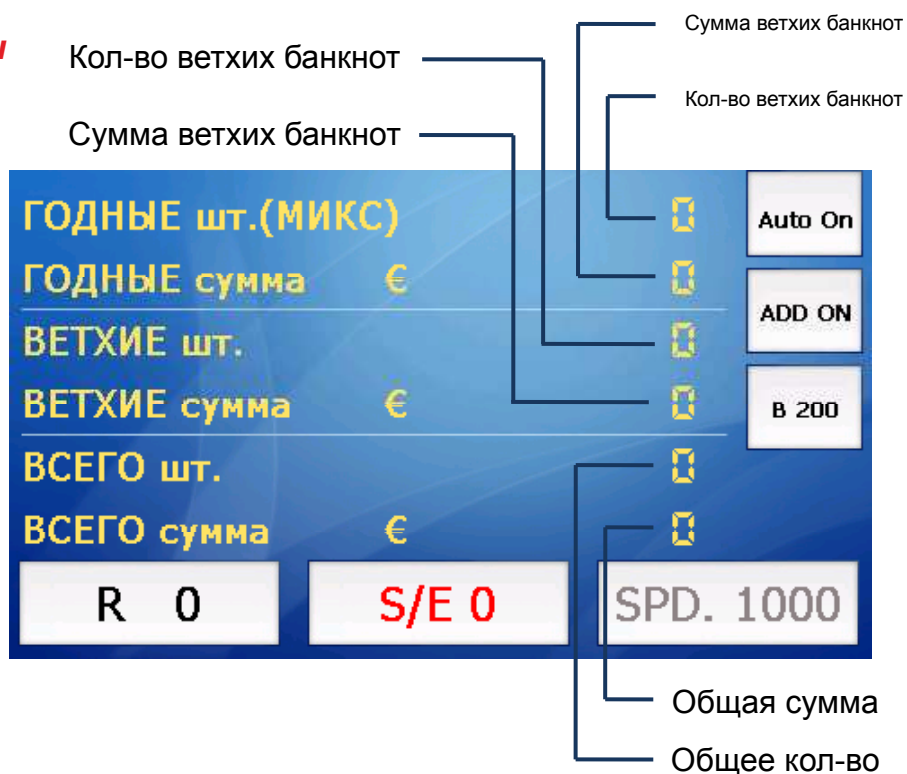 Сумма ветхих банкнот
Кол-во ветхих банкнот
Кол-во ветхих банкнот
Сумма ветхих банкнот
ГОДНЫЕ шт.(МИКС) 0
Auto On
ГОДНЫЕ сумма € 0
ADD ON
ВЕТХИЕ шт. 0
ВЕТХИЕ сумма € 0
B 200
ВСЕГО шт. 0
ВСЕГО сумма € 0
R 0
S/E 0
SPD. 1000
Общая сумма
Общее кол-во